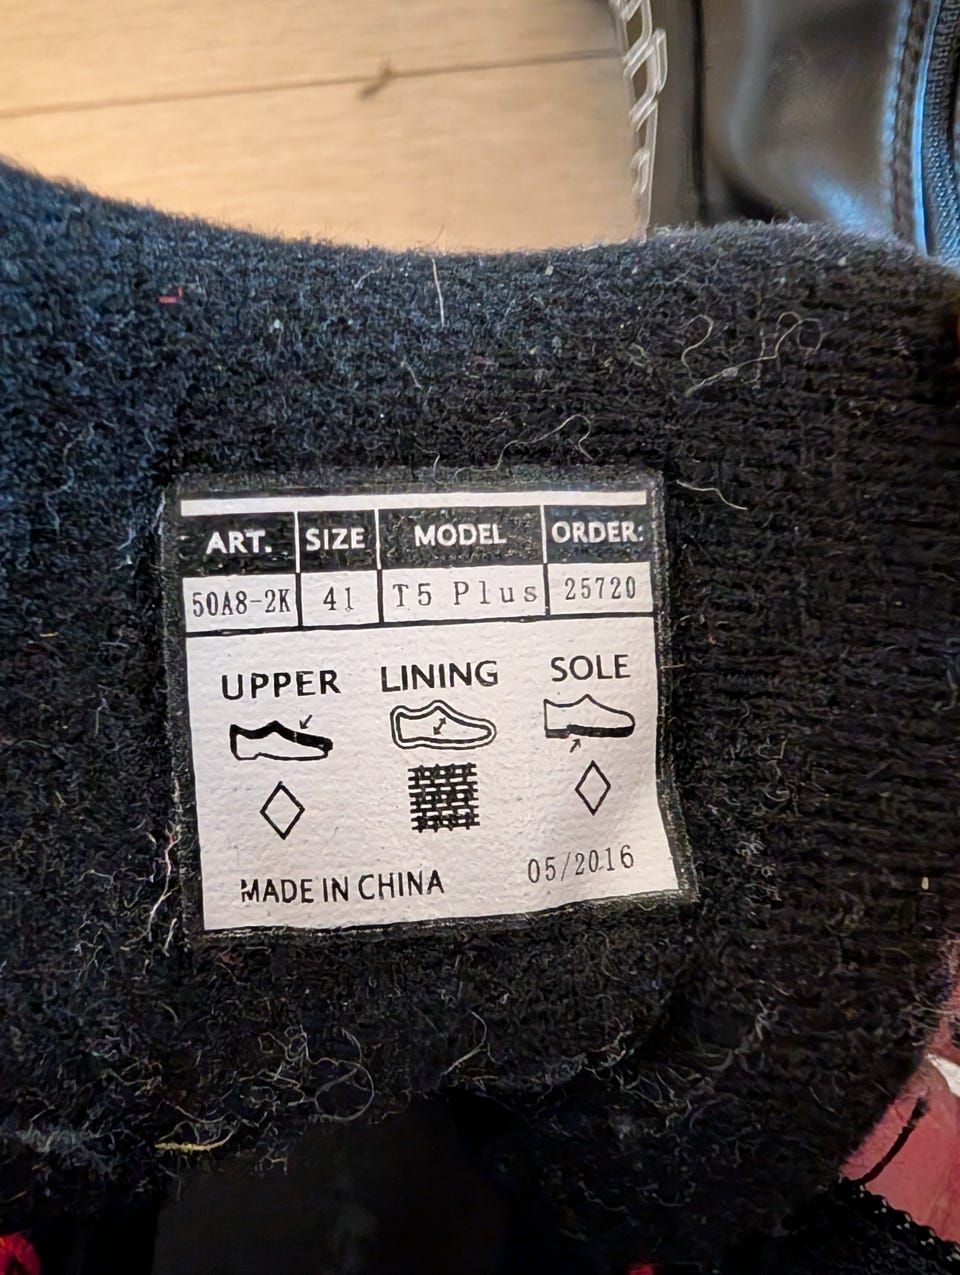 ART. SIZE MODEL ORDER:
50A8-2K 41 T5 Plus 25720
UPPER LINING SOLE
MADE IN CHINA 05/2016